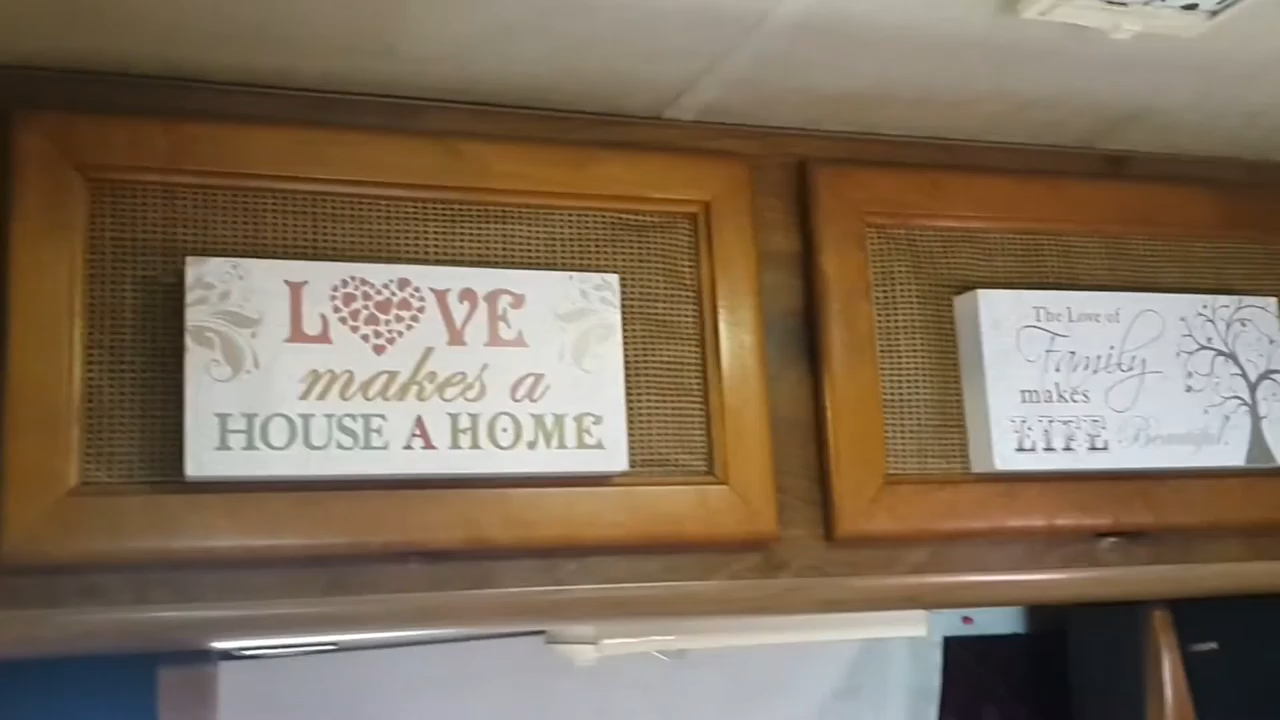 LOVE
makes a
HOUSE A HOME
The Love of
Family
makes
LIFE Beautiful.